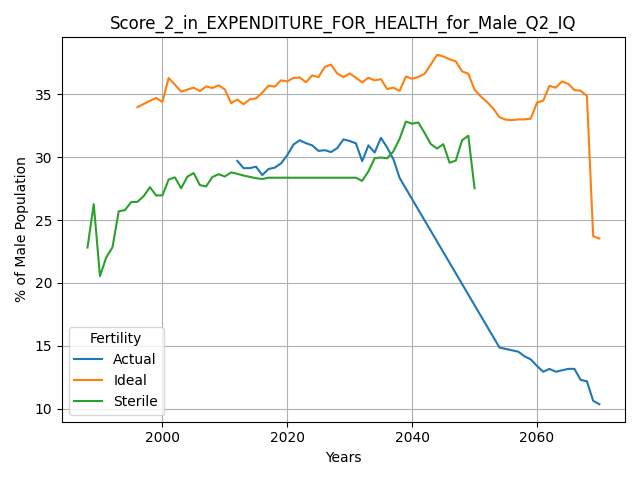 Score_2_in_EXPENDITURE_FOR_HEALTH_for_Male_Q2_IQ
% of Male Population
35
30
25
20
15
10
Fertility
Actual
Ideal
Sterile
2000
2020
2040
2060
Years